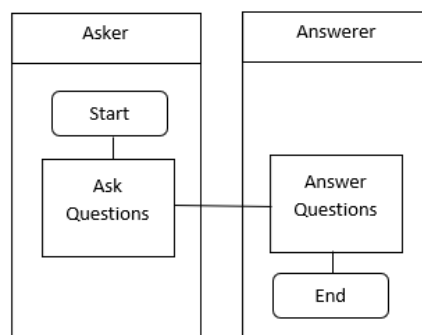 Asker
Start
Ask
Questions
Answerer
Answer
Questions
End